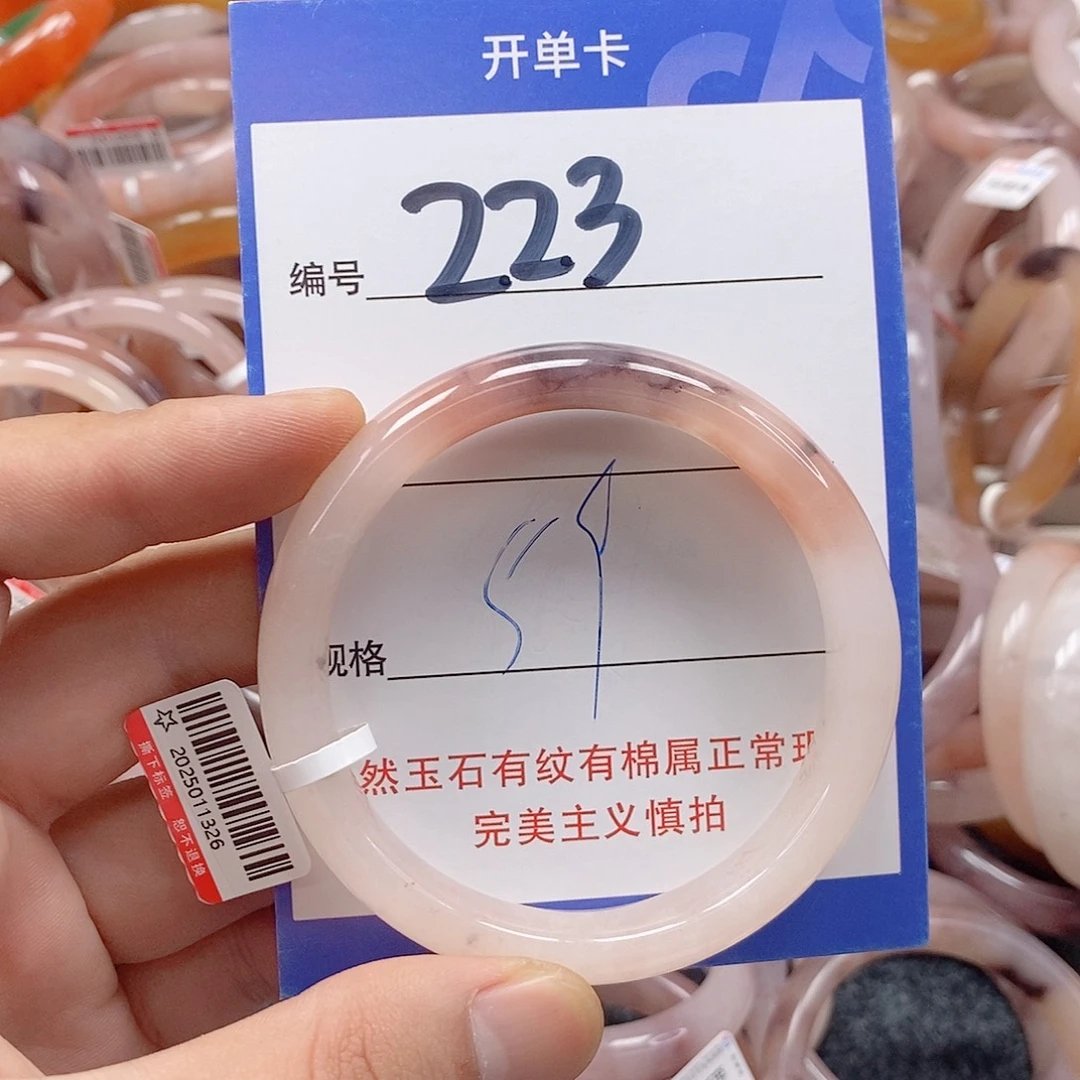 开单卡
编号 223
规格 59
然玉石有纹有棉属正常现
完美主义慎拍
2025011326
撕下标签 恕不退换